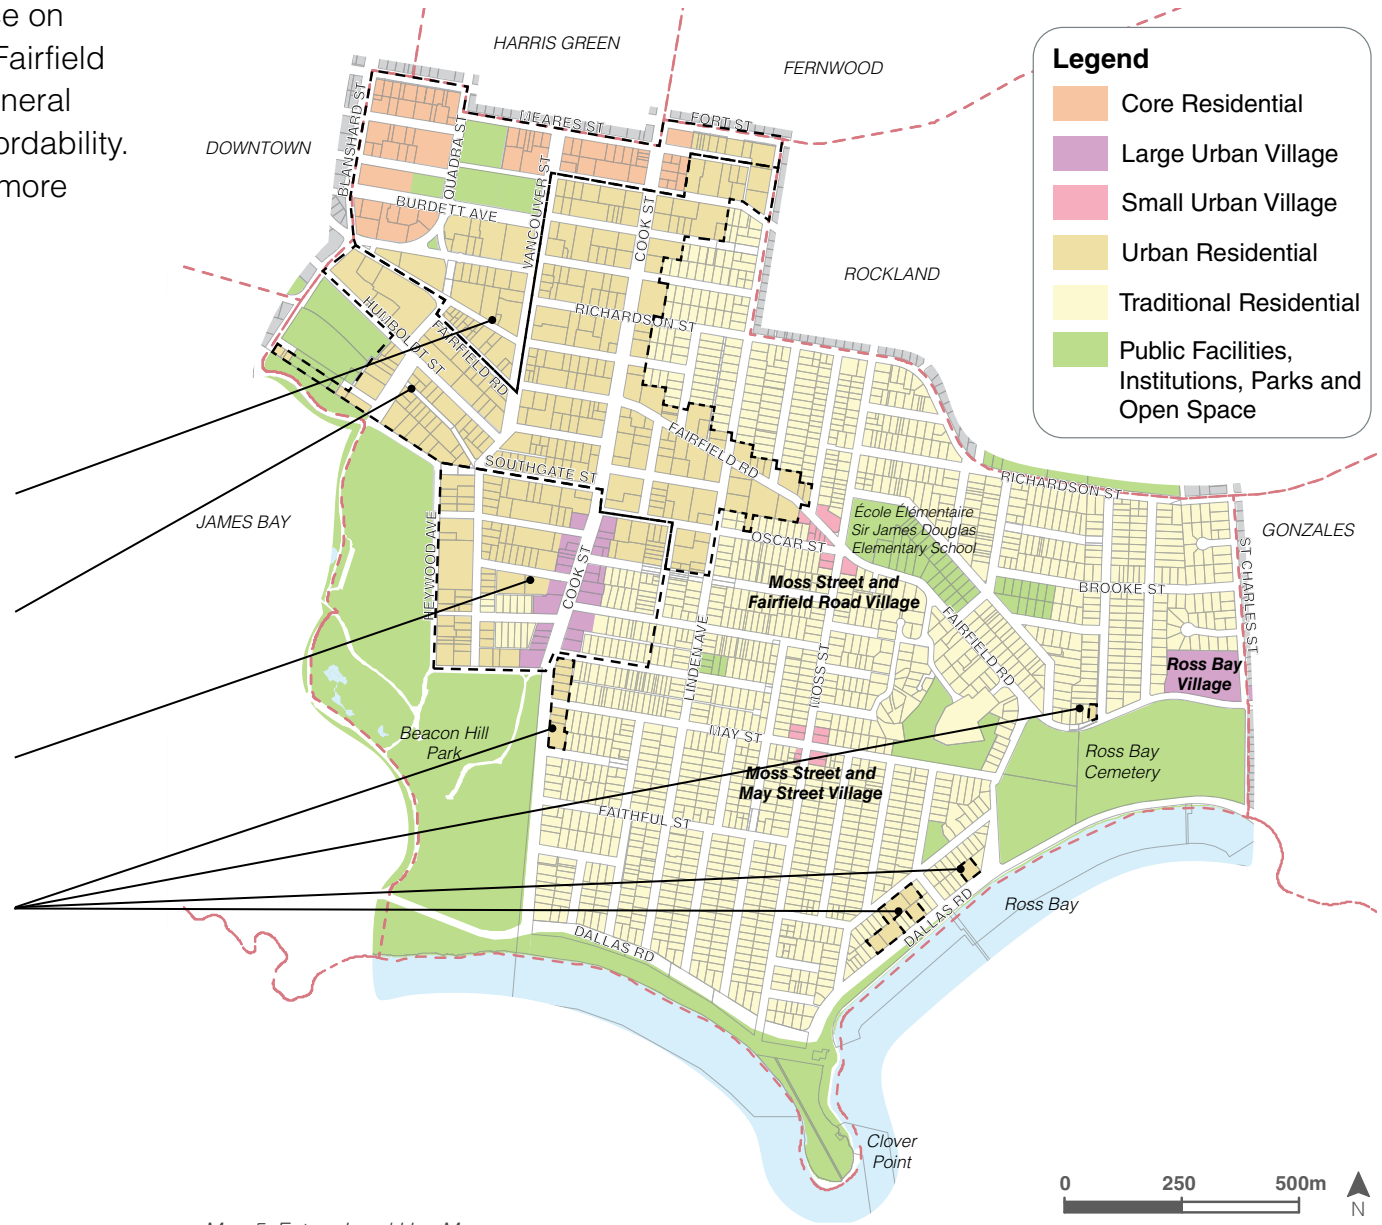 e on
Fairfield
neral
ordability.
more
HARRIS GREEN
FERNWOOD
DOWNTOWN
ROCKLAND
JAMES BAY
GONZALES
Legend
Core Residential
Large Urban Village
Small Urban Village
Urban Residential
Traditional Residential
Public Facilities,
Institutions, Parks and
Open Space
BLANSHARD ST
QUADRA ST
MEARES ST
FORT ST
BURDETT AVE
VANCOUVER ST
COOK ST
RICHARDSON ST
HUMBOLDT ST
FAIRFIELD RD
FAIRFIELD RD
SOUTHGATE ST
RICHARDSON ST
HEYWOOD AVE
COOK ST
OSCAR ST
École Élémentaire
Sir James Douglas
Elementary School
Moss Street and
Fairfield Road Village
BROOKE ST
ST CHARLES ST
FAIRFIELD RD
LINDEN AVE
MOSS ST
Ross Bay
Village
Beacon Hill
Park
MAY ST
Moss Street and
May Street Village
Ross Bay
Cemetery
FAITHFUL ST
DALLAS RD
DALLAS RD
Ross Bay
Clover
Point
0 250 500m
N